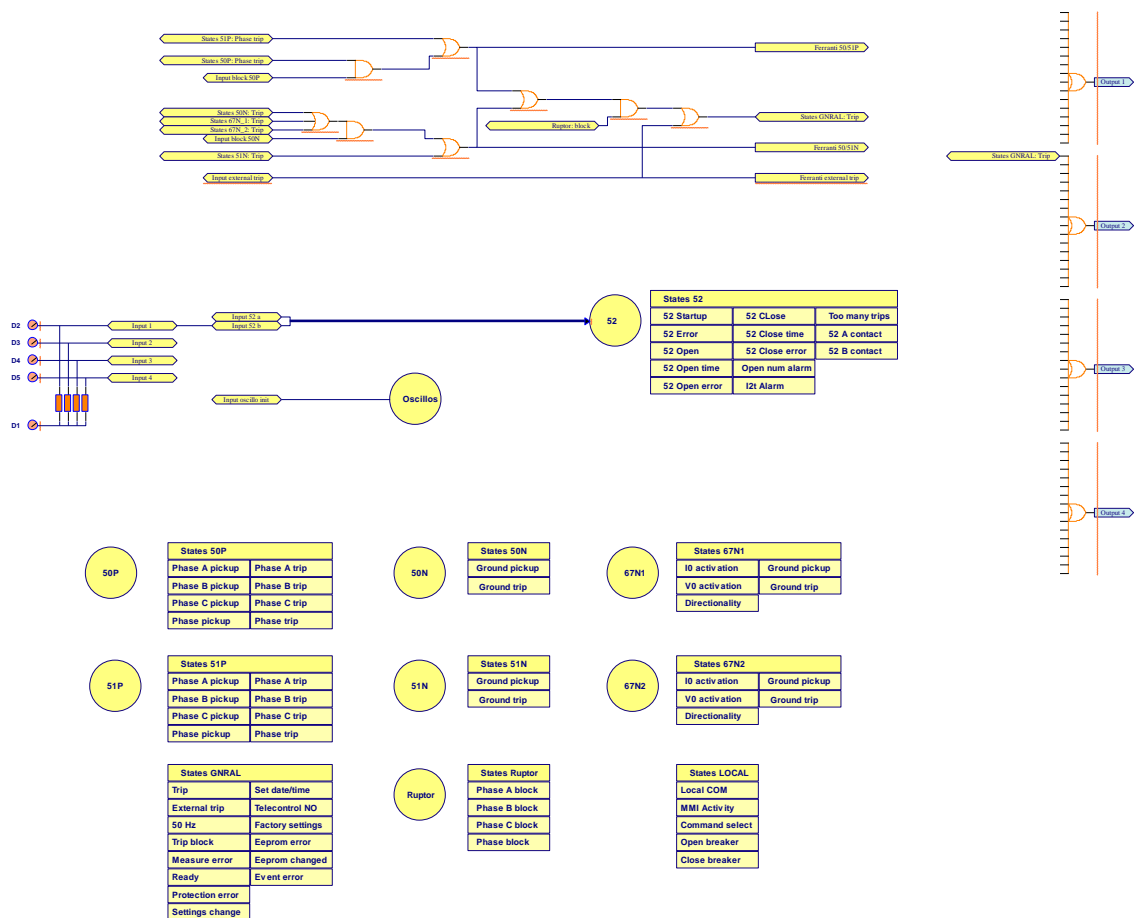 States 51P: Phase trip
Ferranti 50/51P
States 50P: Phase trip
Input block 50P
Output 1
States 50N: Trip
States 67N_1: Trip
States 67N_2: Trip
Input block 50N
Raptor: block
States GNRAL: Trip
Ferranti 50/51N
States 51N: Trip
States GNRAL: Trip
Input external trip
Ferranti external trip
Output 2
D2
Input 1
Input 52 a
Input 52 b
52
D3
Input 2
D4
Input 3
D5
Input 4
D1
States 52
52 Startup 52 CLose Too many trips
52 Error 52 Close time 52 A contact
52 Open 52 Close error 52 B contact
52 Open time Open num alarm
52 Open error I2t Alarm
Output 3
Input oscillo init
Oscillos
Output 4
50P
States 50P
Phase A pickup Phase A trip
Phase B pickup Phase B trip
Phase C pickup Phase C trip
Phase pickup Phase trip
50N
States 50N
Ground pickup
Ground trip
67N1
States 67N1
I0 activation Ground pickup
V0 activation Ground trip
Directionality
51P
States 51P
Phase A pickup Phase A trip
Phase B pickup Phase B trip
Phase C pickup Phase C trip
Phase pickup Phase trip
51N
States 51N
Ground pickup
Ground trip
67N2
States 67N2
I0 activation Ground pickup
V0 activation Ground trip
Directionality
States GNRAL
Trip Set date/time
External trip Telecontrol NO
50 Hz Factory settings
Trip block Eeprom error
Measure error Eeprom changed
Ready Event error
Protection error
Settings change
Ruptor
States Ruptor
Phase A block
Phase B block
Phase C block
Phase block
States LOCAL
Local COM
MMI Activity
Command select
Open breaker
Close breaker